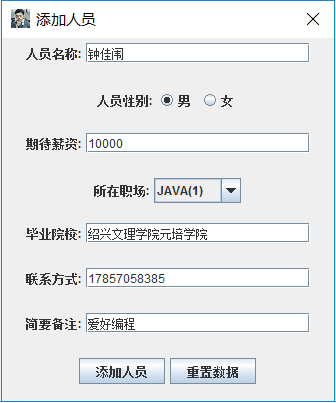 添加人员
人员名称: 钟佳闱
人员性别: 男 女
期待薪资: 10000
所在职场: JAVA(1)
毕业院校: 绍兴文理学院元培学院
联系方式: 17857058385
简要备注: 爱好编程
添加人员 重置数据